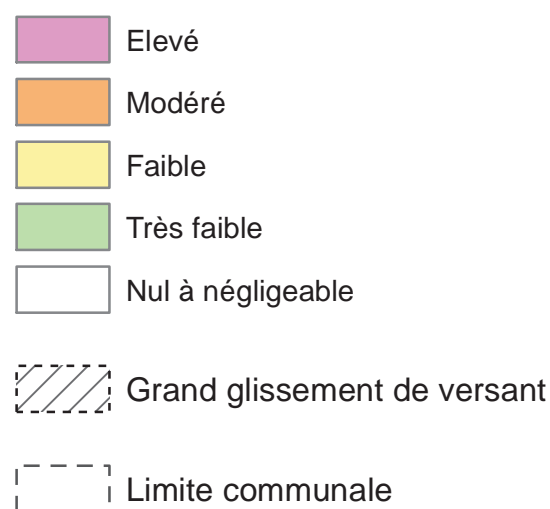 Elevé
Modéré
Faible
Très faible
Nul à négligeable
Grand glissement de versant
Limite communale